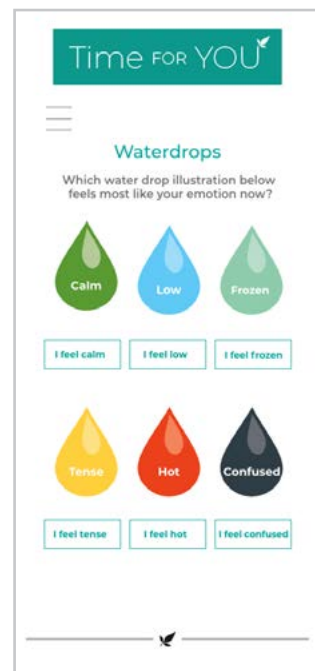 Time FOR YOU
Waterdrops
Which water drop illustration below
feels most like your emotion now?
Calm
Low
Frozen
I feel calm
I feel low
I feel frozen
Tense
Hot
Confused
I feel tense
I feel hot
I feel confused